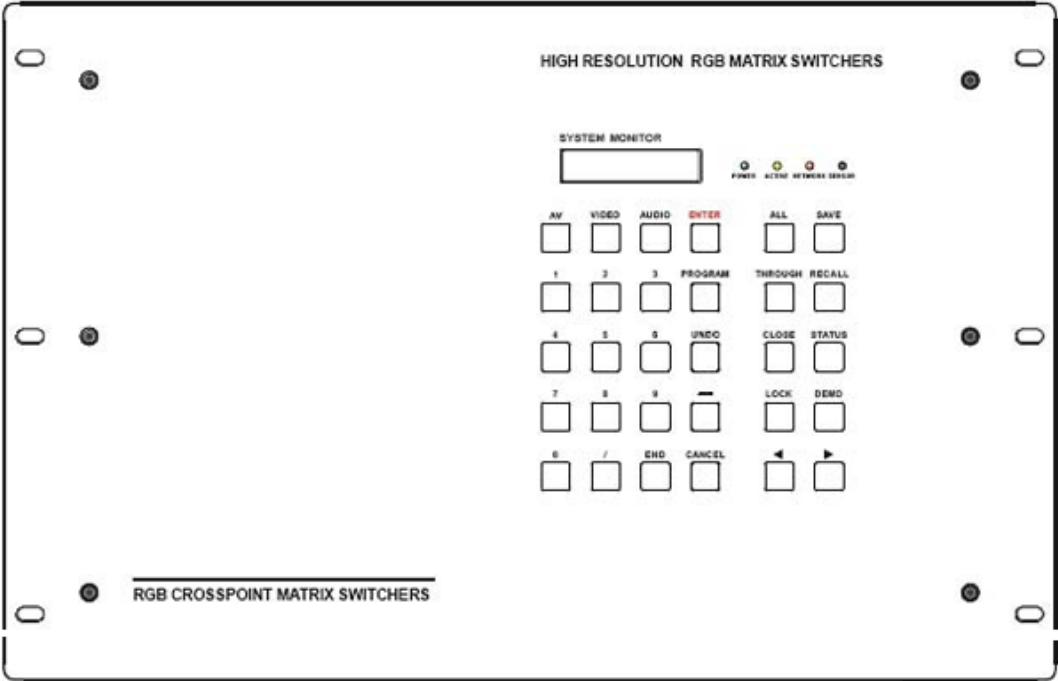 HIGH RESOLUTION RGB MATRIX SWITCHERS
SYSTEM MONITOR
POWER ACTIVE NETWORK SENSOR
AV VIDEO AUDIO ENTER ALL SAVE
1 2 3 PROGRAM THROUGH RECALL
4 5 6 UNDO CLOSE STATUS
7 8 9 — LOCK DEMO
0 / END CANCEL ◀ ▶
RGB CROSSPOINT MATRIX SWITCHERS